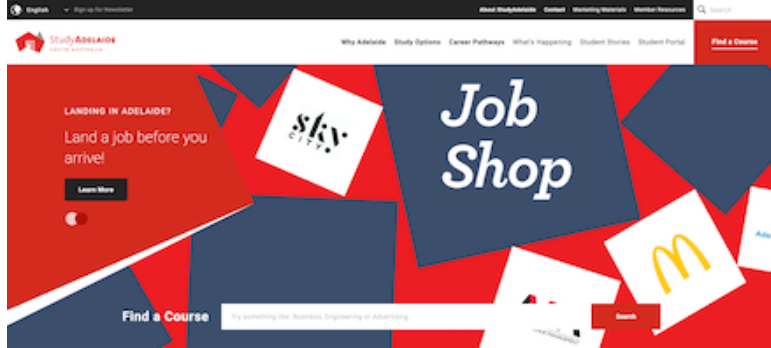 English
Sign up for Newsletter
About StudyAdelaide Contact Marketing Materials Member Resources
Search
StudyAdelaide
SOUTH AUSTRALIA
Why Adelaide Study Options Career Pathways What's Happening Student Stories Student Portal
Find a Course
LANDING IN ADELAIDE?
Land a job before you
arrive!
Learn More
sky
CITY
Job
Shop
Find a Course
Try something like: Business, Engineering or Advertising
Search